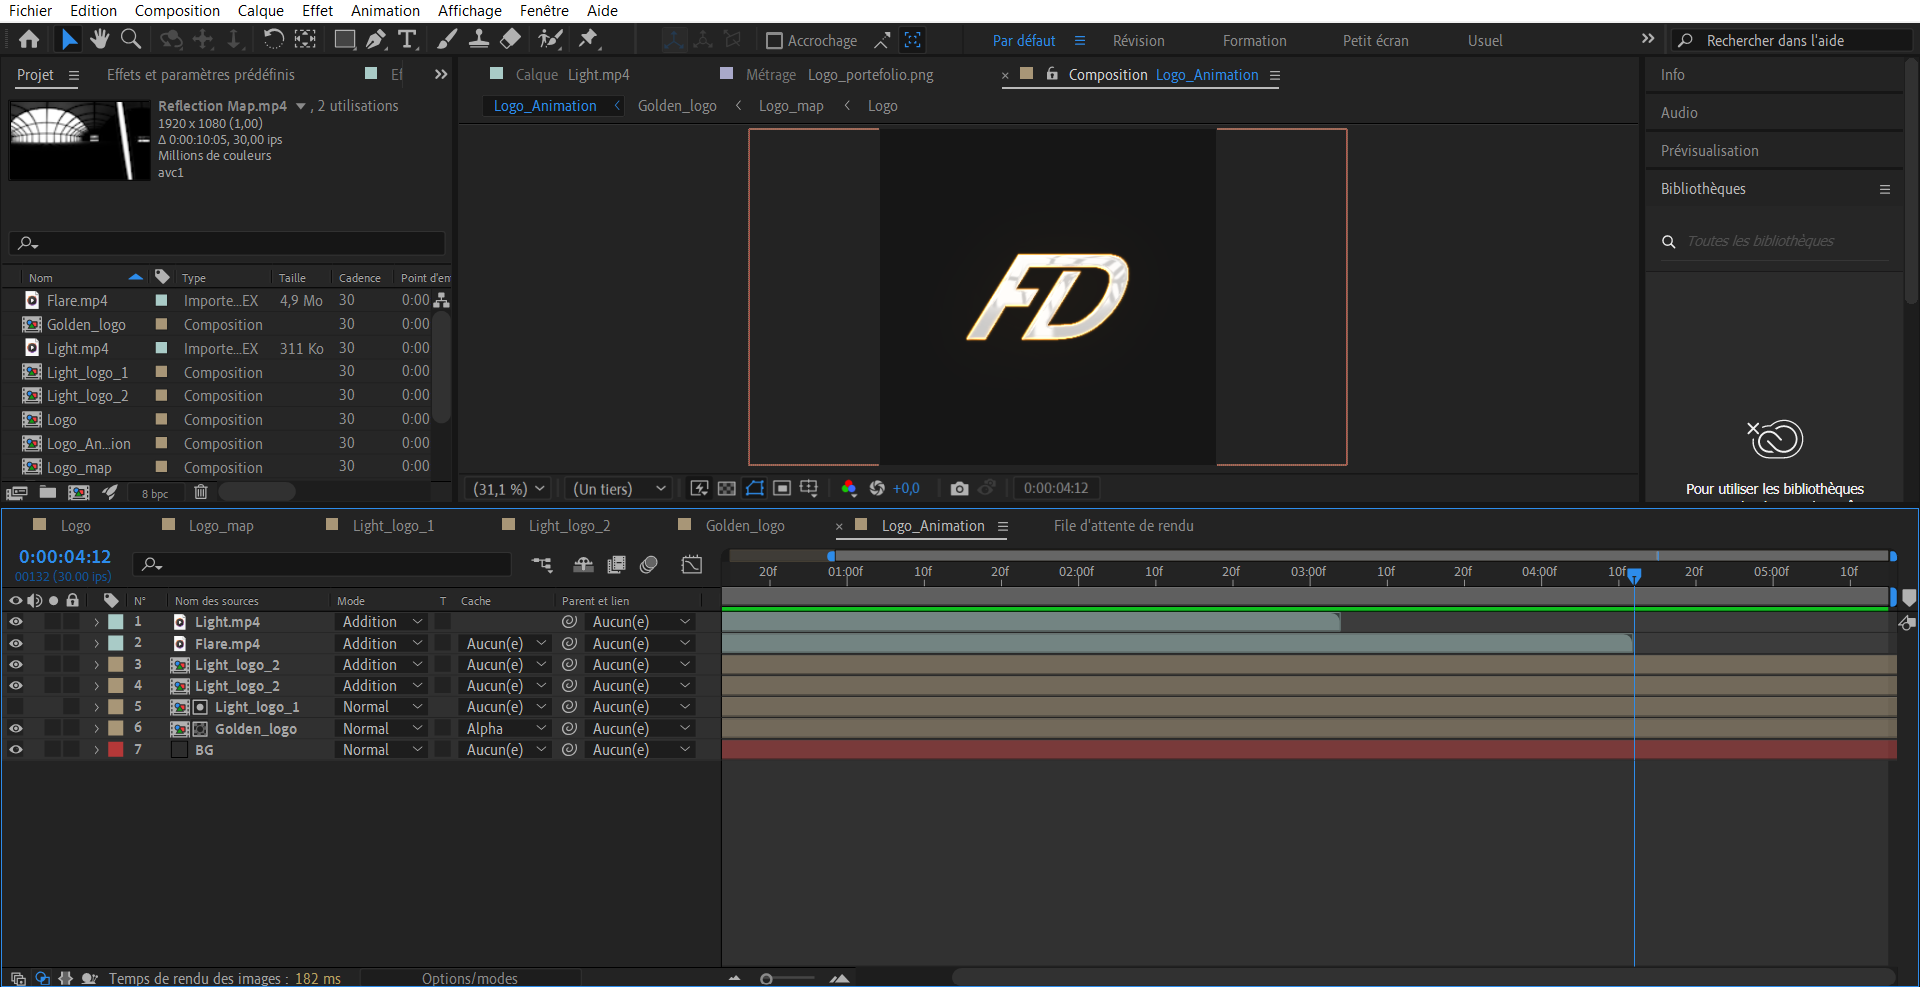 Fichier Edition Composition Calque Effet Animation Affichage Fenêtre Aide
Accrochage Par défaut Révision Formation Petit écran Usuel Rechercher dans l'aide
Projet Effets et paramètres prédéfinis Ef
Calque Light.mp4 Métrage Logo_portefolio.png × Composition Logo_Animation
Info
Logo_Animation Golden_logo Logo_map Logo
Reflection Map.mp4 , 2 utilisations
1920 x 1080 (1,00)
Δ 0:00:10:05, 30,00 ips
Millions de couleurs
avc1
Audio
Prévisualisation
Bibliothèques
Toutes les bibliothèques
Nom Type Taille Cadence Point d'en
Flare.mp4 Importe...EX 4,9 Mo 30 0:00
Golden_logo Composition 30 0:00
Light.mp4 Importe...EX 311 Ko 30 0:00
Light_logo_1 Composition 30 0:00
Light_logo_2 Composition 30 0:00
Logo Composition 30 0:00
Logo_An...ion Composition 30 0:00
Logo_map Composition 30 0:00
8 bpc
FD
(31,1 %) (Un tiers) +0,0 0:00:04:12
Pour utiliser les bibliothèques
Logo Logo_map Light_logo_1 Light_logo_2 Golden_logo × Logo_Animation File d'attente de rendu
0:00:04:12
00132 (30.00 ips)
20f 01:00f 10f 20f 02:00f 10f 20f 03:00f 10f 20f 04:00f 10f 20f 05:00f 10f
N° Nom des sources Mode T Cache Parent et lien
1 Light.mp4 Addition Aucun(e)
2 Flare.mp4 Addition Aucun(e) Aucun(e)
3 Light_logo_2 Addition Aucun(e) Aucun(e)
4 Light_logo_2 Addition Aucun(e) Aucun(e)
5 Light_logo_1 Normal Aucun(e) Aucun(e)
6 Golden_logo Normal Alpha Aucun(e)
7 BG Normal Aucun(e) Aucun(e)
Temps de rendu des images : 182 ms Options/modes